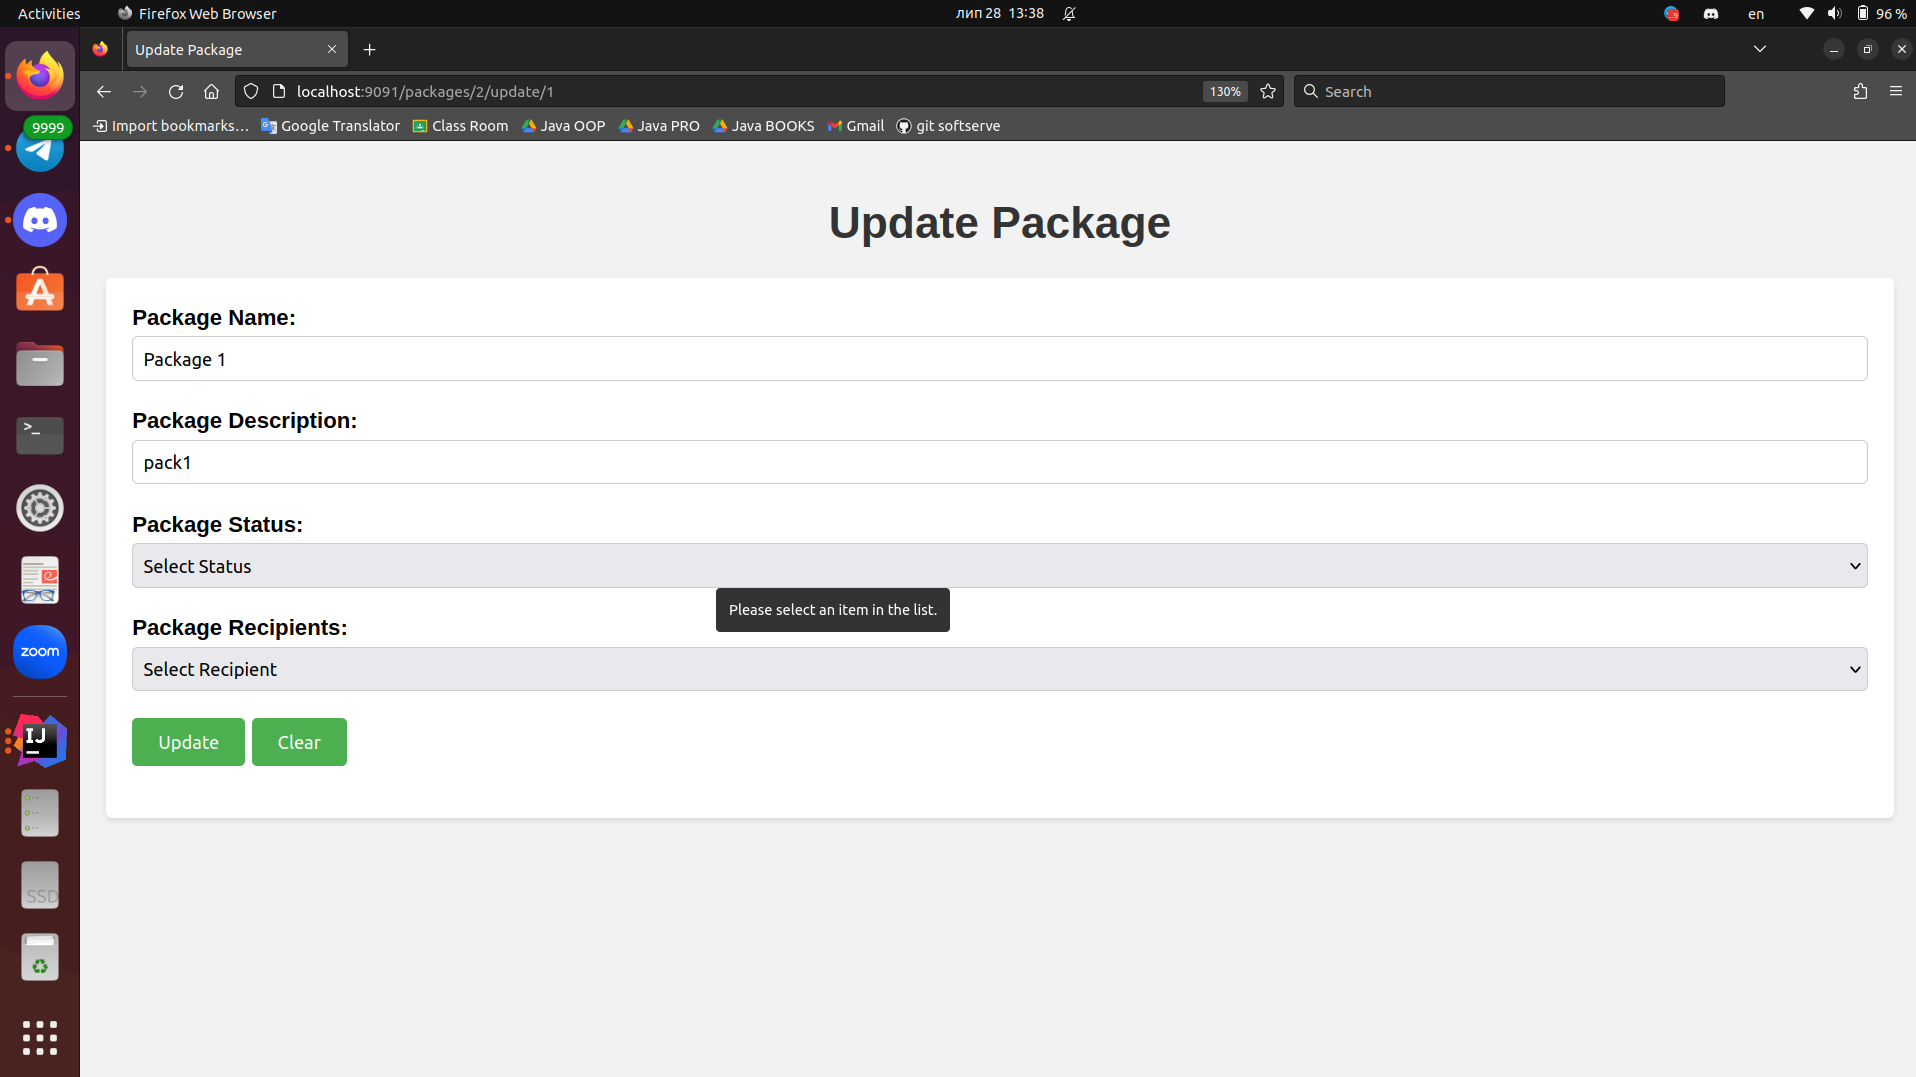 Activities Firefox Web Browser лип 28 13:38 en 96 %
Update Package
localhost:9091/packages/2/update/1 130% Search
Import bookmarks… Google Translator Class Room Java OOP Java PRO Java BOOKS Gmail git softserve
9999
Update Package
Package Name:
Package 1
Package Description:
pack1
Package Status:
Select Status
Please select an item in the list.
Package Recipients:
Select Recipient
Update Clear
>_
zoom
IJ
SSD